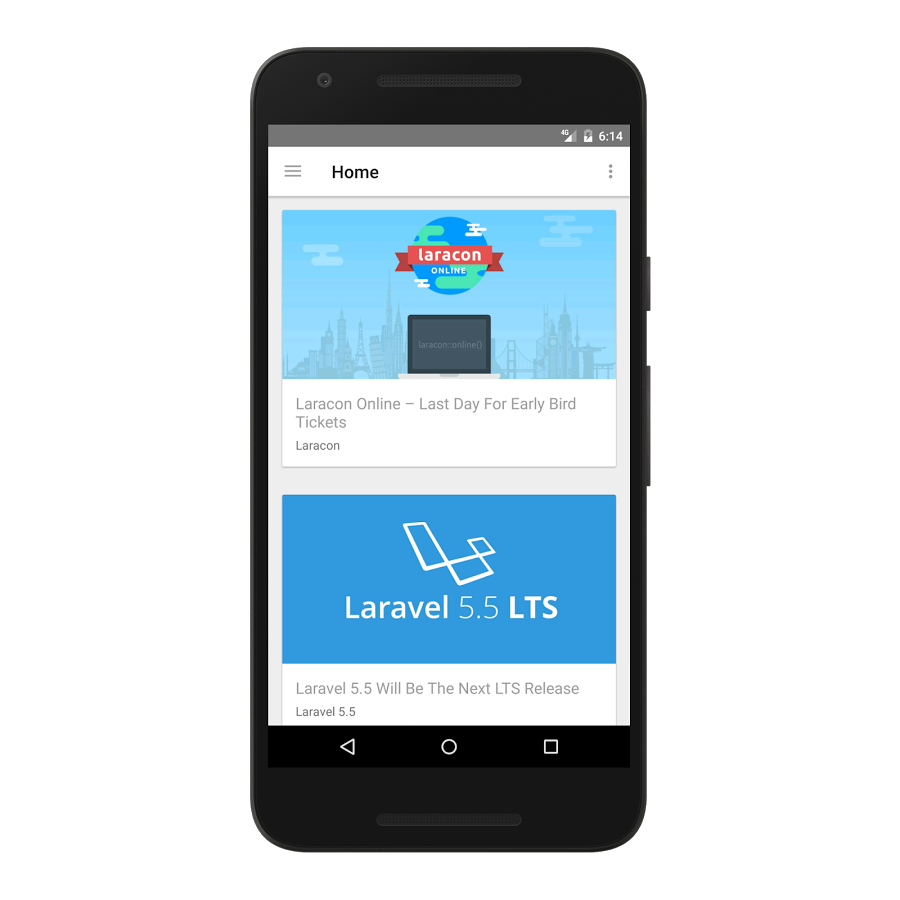 4G 6:14
Home
laracon
ONLINE
laracon::online()
Laracon Online – Last Day For Early Bird
Tickets
Laracon
Laravel 5.5 LTS
Laravel 5.5 Will Be The Next LTS Release
Laravel 5.5